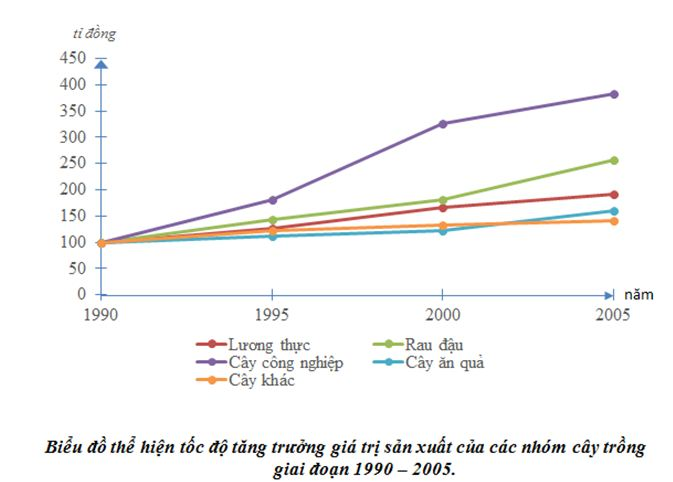 tỉ đồng
450
400
350
300
250
200
150
100
50
0
năm
1990 1995 2000 2005
Lương thực Rau đậu
Cây công nghiệp Cây ăn quả
Cây khác
Biểu đồ thể hiện tốc độ tăng trưởng giá trị sản xuất của các nhóm cây trồng
giai đoạn 1990 – 2005.